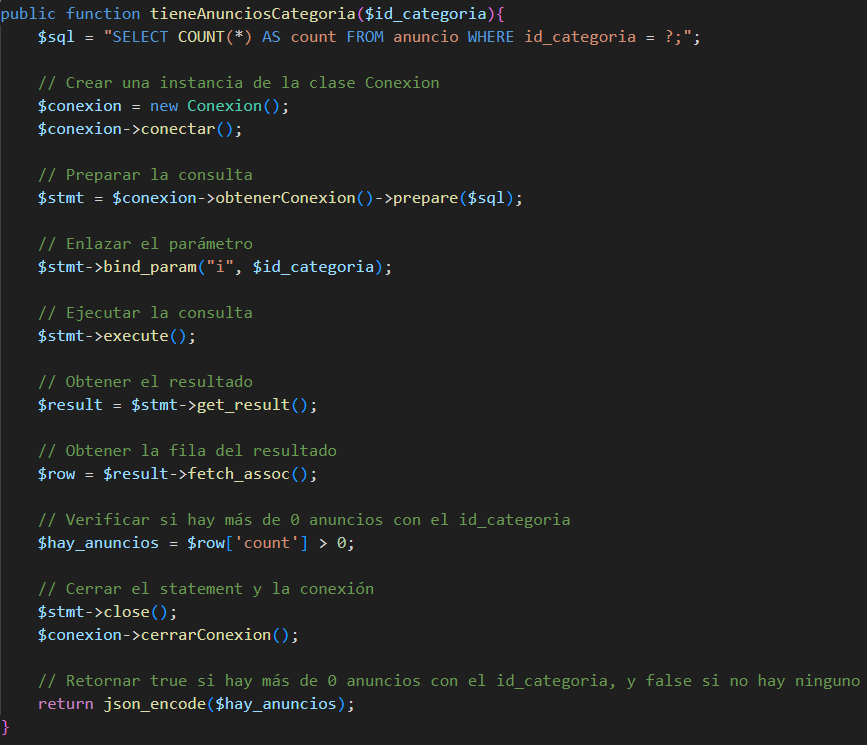 public function tieneAnunciosCategoria($id_categoria){
    $sql = "SELECT COUNT(*) AS count FROM anuncio WHERE id_categoria = ?;";

    // Crear una instancia de la clase Conexion
    $conexion = new Conexion();
    $conexion->conectar();

    // Preparar la consulta
    $stmt = $conexion->obtenerConexion()->prepare($sql);

    // Enlazar el parámetro
    $stmt->bind_param("i", $id_categoria);

    // Ejecutar la consulta
    $stmt->execute();

    // Obtener el resultado
    $result = $stmt->get_result();

    // Obtener la fila del resultado
    $row = $result->fetch_assoc();

    // Verificar si hay más de 0 anuncios con el id_categoria
    $hay_anuncios = $row['count'] > 0;

    // Cerrar el statement y la conexión
    $stmt->close();
    $conexion->cerrarConexion();

    // Retornar true si hay más de 0 anuncios con el id_categoria, y false si no hay ninguno
    return json_encode($hay_anuncios);
}